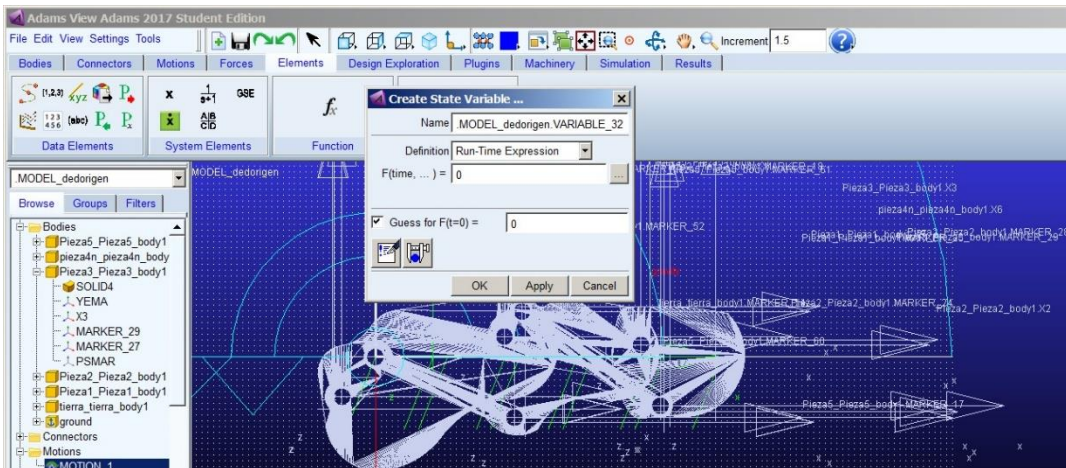 Adams View Adams 2017 Student Edition
File Edit View Settings Tools
Increment 1.5
Bodies Connectors Motions Forces Elements Design Exploration Plugins Machinery Simulation Results
Data Elements System Elements Function
Create State Variable ...
Name .MODEL_dedorigen.VARIABLE_32
Definition Run-Time Expression
F(time, ... ) = 0 ...
Guess for F(t=0) = 0
OK Apply Cancel
.MODEL_dedorigen
Browse Groups Filters
Bodies
Pieza5_Pieza5_body1
pieza4n_pieza4n_body
Pieza3_Pieza3_body1
SOLID4
YEMA
X3
MARKER_29
MARKER_27
PSMAR
Pieza2_Pieza2_body1
Pieza1_Pieza1_body1
tierra_tierra_body1
ground
Connectors
Motions
MOTION_1
MODEL_dedorigen
Pieza3_Pieza3_body1.X3
pieza4n_pieza4n_body1.X6
MARKER_52
Pieza2_Pieza2_body1.X2
Pieza5_Pieza5_body1.MARKER_17